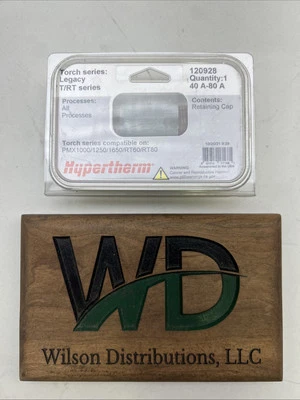 Torch series:
Legacy
T/RT series
120928
Quantity:1
40 A-80 A
Processes:
All
Processes
Contents:
Retaining Cap
Torch series compatible on:
PMX1000/1250/1650/RT60/RT80
Hypertherm
WARNING
WD
Wilson Distributions, LLC